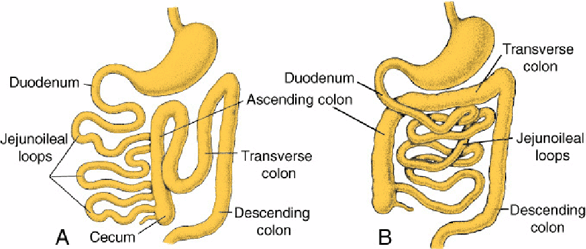 Duodenum
Jejunoileal
loops
A
Cecum
Ascending colon
Transverse
colon
Descending
colon
Duodenum
Transverse
colon
Jejunoileal
loops
Descending
colon
B